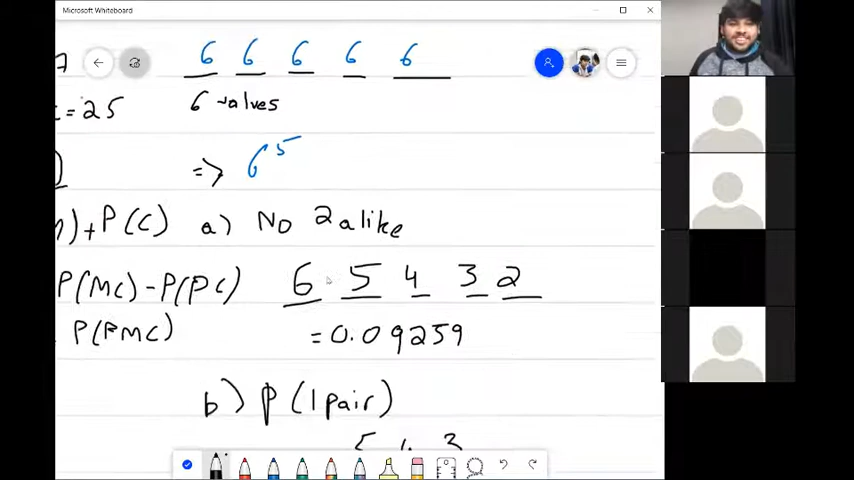 Microsoft Whiteboard
6 6 6 6 6
= 25
6 values
=> 6^5
) + P(C) a) No 2 alike
P(MC) - P(PC) 6 5 4 3 2
P(PMC) = 0.09259
b) P(1 pair)